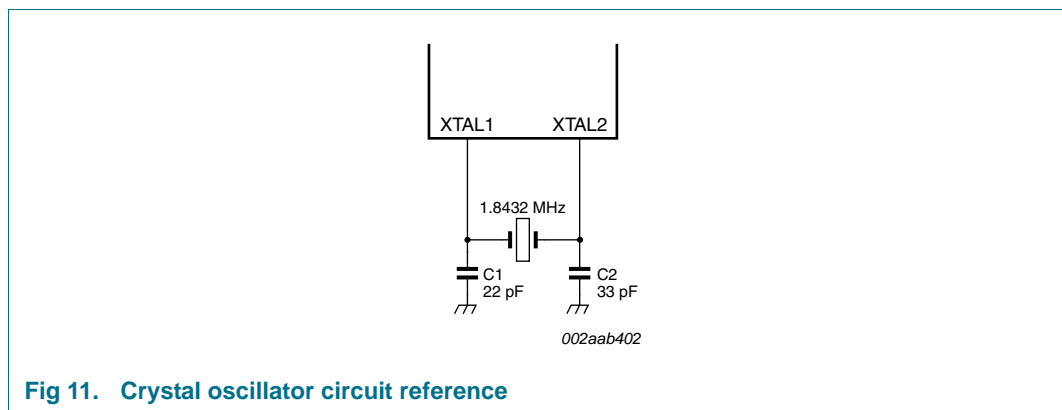 XTAL1 XTAL2
1.8432 MHz
C1
22 pF
C2
33 pF
002aab402
Fig 11. Crystal oscillator circuit reference